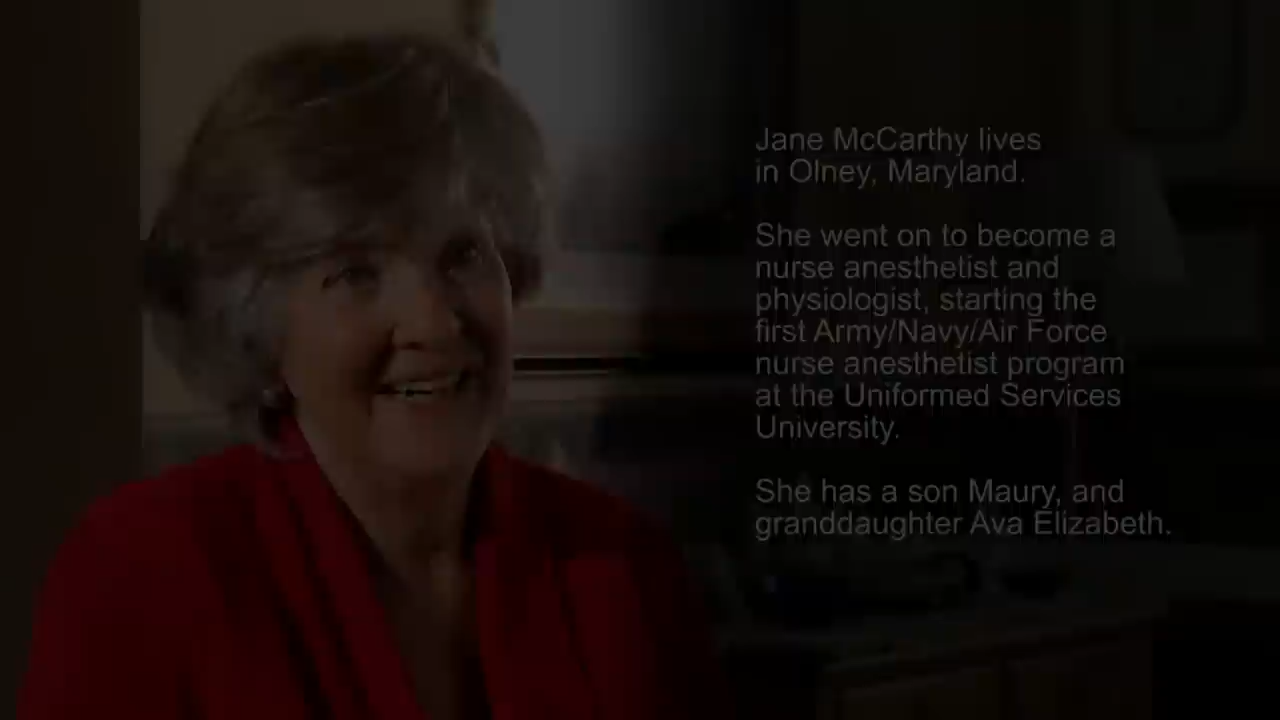 Jane McCarthy lives
in Olney, Maryland.
She went on to become a
nurse anesthetist and
physiologist, starting the
first Army/Navy/Air Force
nurse anesthetist program
at the Uniformed Services
University.
She has a son Maury, and
granddaughter Ava Elizabeth.